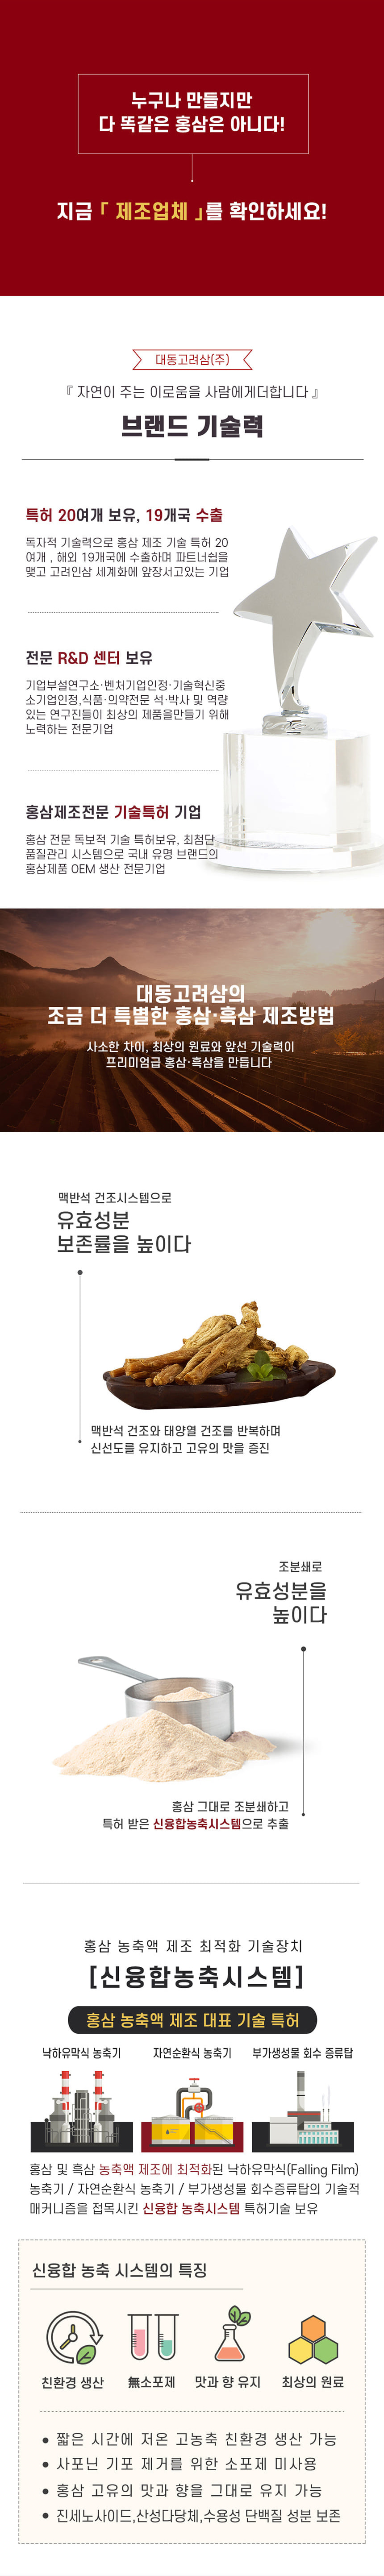 누구나 만들지만
다 똑같은 홍삼은 아니다!
지금 「 제조업체 」를 확인하세요!
대동고려삼(주)
『 자연이 주는 이로움을 사람에게더합니다 』
브랜드 기술력
특허 20여개 보유, 19개국 수출
독자적 기술력으로 홍삼 제조 기술 특허 20
여개 , 해외 19개국에 수출하며 파트너쉽을
맺고 고려인삼 세계화에 앞장서고있는 기업
전문 R&D 센터 보유
기업부설연구소·벤처기업인정·기술혁신중
소기업인정,식품·의약전문 석·박사 및 역량
있는 연구진들이 최상의 제품을만들기 위해
노력하는 전문기업
홍삼제조전문 기술특허 기업
홍삼 전문 독보적 기술 특허보유, 최첨단
품질관리 시스템으로 국내 유명 브랜드의
홍삼제품 OEM 생산 전문기업
대동고려삼의
조금 더 특별한 홍삼·흑삼 제조방법
사소한 차이, 최상의 원료와 앞선 기술력이
프리미엄급 홍삼·흑삼을 만듭니다
맥반석 건조시스템으로
유효성분
보존률을 높이다
맥반석 건조와 태양열 건조를 반복하며
신선도를 유지하고 고유의 맛을 증진
조분쇄로
유효성분을
높이다
홍삼 그대로 조분쇄하고
특허 받은 신융합농축시스템으로 추출
홍삼 농축액 제조 최적화 기술장치
[신융합농축시스템]
홍삼 농축액 제조 대표 기술 특허
낙하유막식 농축기 자연순환식 농축기 부가생성물 회수 증류탑
홍삼 및 흑삼 농축액 제조에 최적화된 낙하유막식(Falling Film)
농축기 / 자연순환식 농축기 / 부가생성물 회수증류탑의 기술적
매커니즘을 접목시킨 신융합 농축시스템 특허기술 보유
신융합 농축 시스템의 특징
친환경 생산 無소포제 맛과 향 유지 최상의 원료
● 짧은 시간에 저온 고농축 친환경 생산 가능
● 사포닌 기포 제거를 위한 소포제 미사용
● 홍삼 고유의 맛과 향을 그대로 유지 가능
● 진세노사이드,산성다당체,수용성 단백질 성분 보존